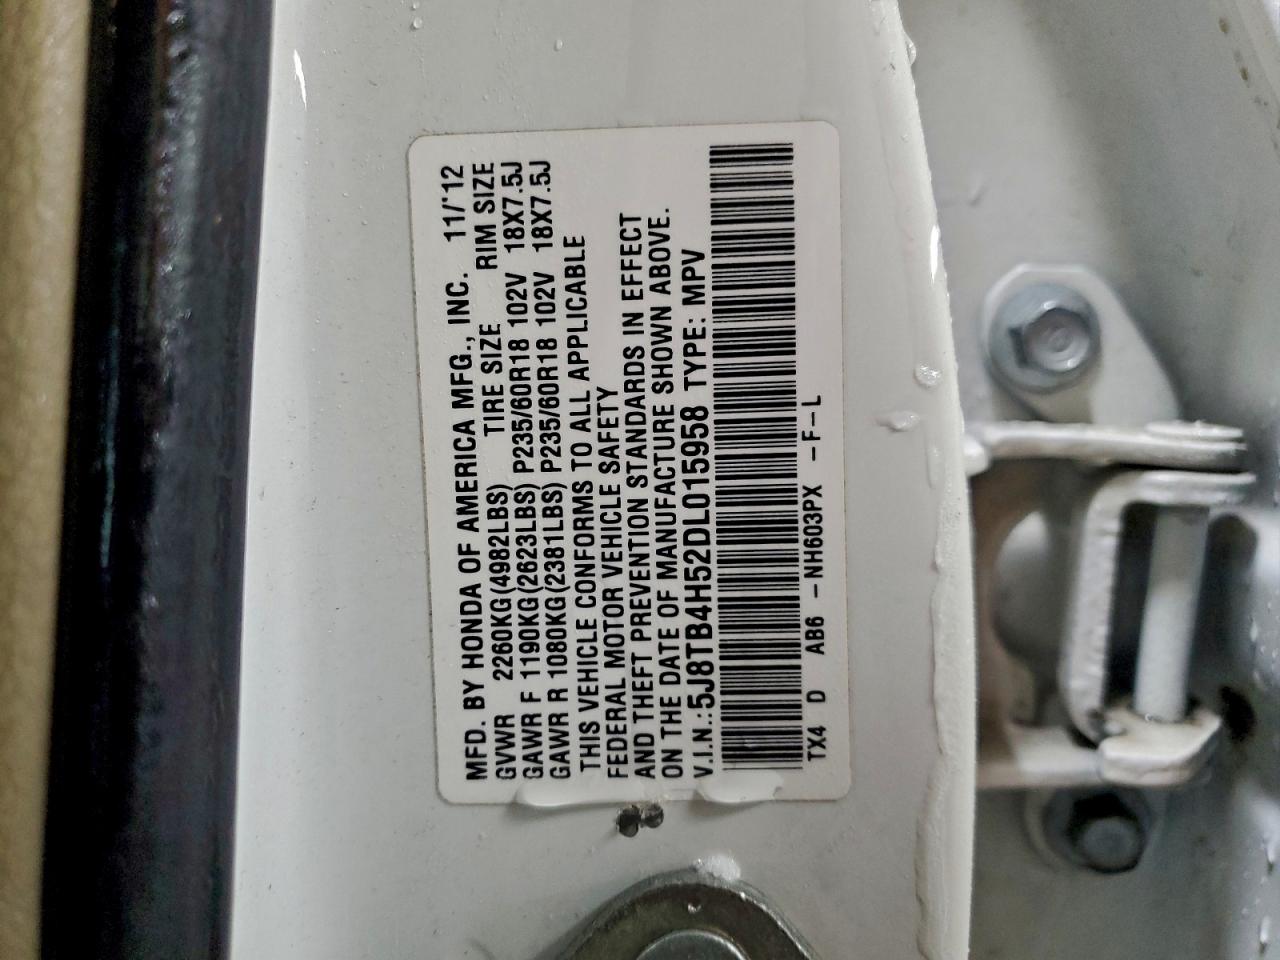 MFD. BY HONDA OF AMERICA MFG., INC. 11/'12
GVWR 2260KG(4982LBS) TIRE SIZE RIM SIZE
GAWR F 1190KG(2623LBS) P235/60R18 102V 18X7.5J
GAWR R 1080KG(2381LBS) P235/60R18 102V 18X7.5J
THIS VEHICLE CONFORMS TO ALL APPLICABLE
FEDERAL MOTOR VEHICLE SAFETY
AND THEFT PREVENTION STANDARDS IN EFFECT
ON THE DATE OF MANUFACTURE SHOWN ABOVE.
V.I.N.:5J8TB4H52DL015958 TYPE: MPV
TX4 D AB6 -NH603PX -F-L